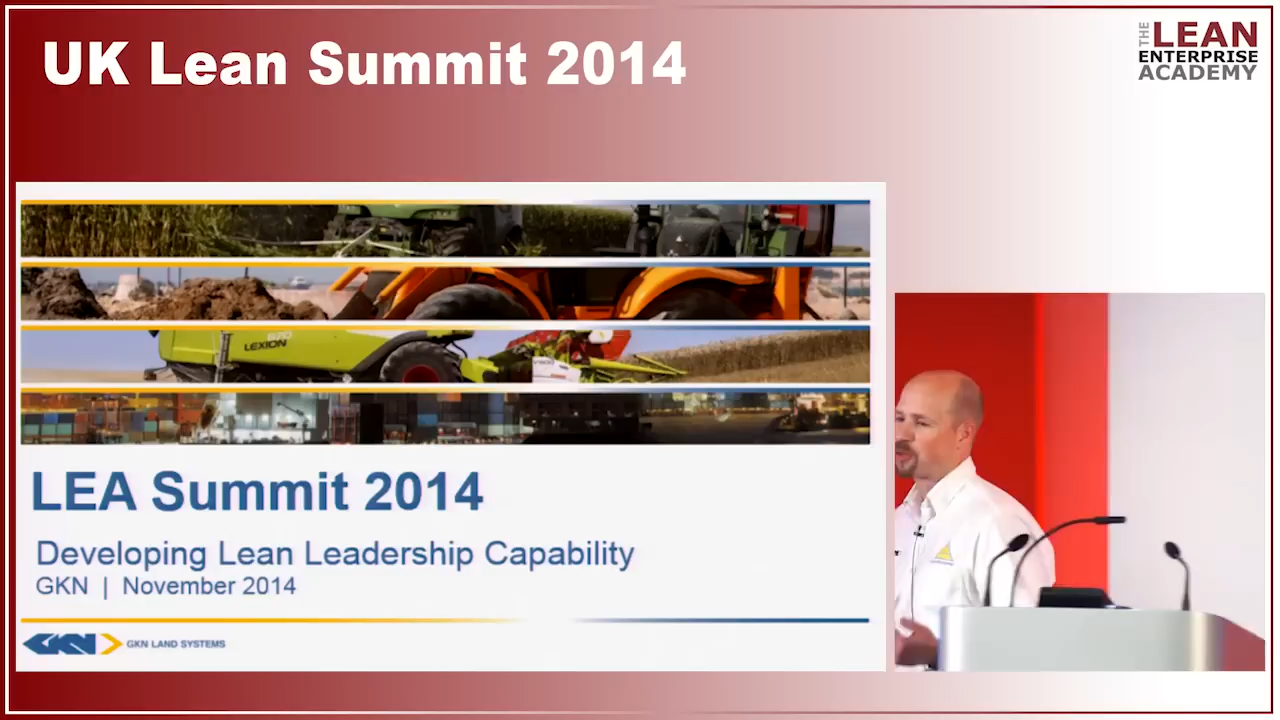 UK Lean Summit 2014
THE LEAN
ENTERPRISE
ACADEMY
LEXION
LEA Summit 2014
Developing Lean Leadership Capability
GKN | November 2014
GKN GKN LAND SYSTEMS